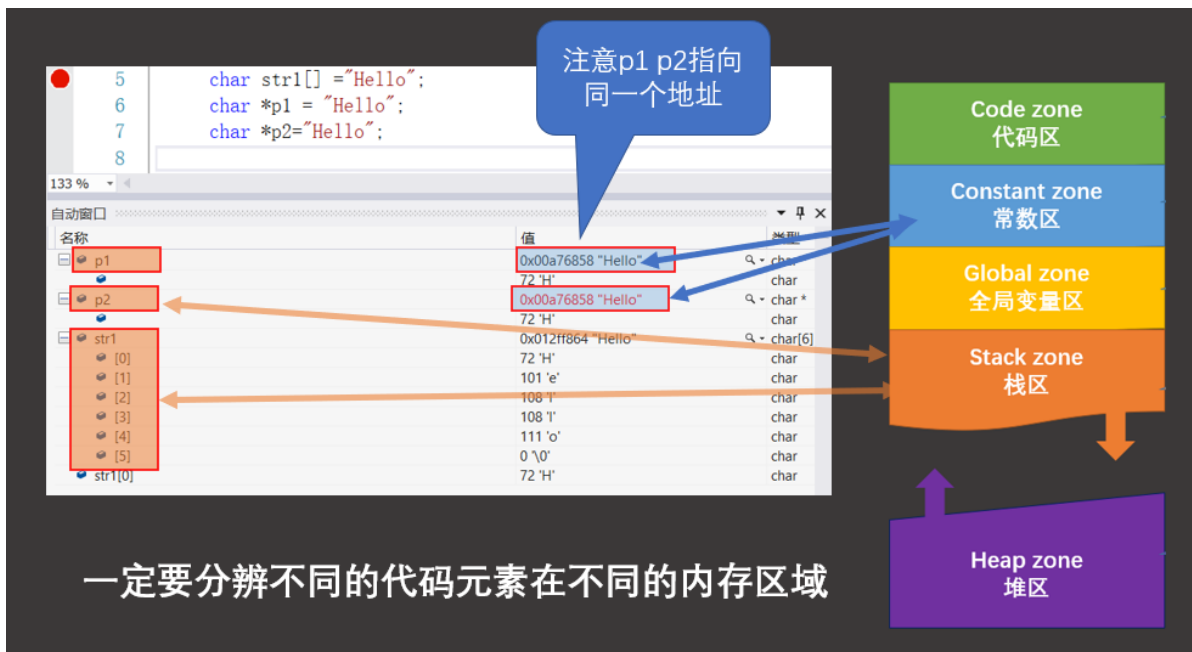 注意p1 p2指向
同一个地址
5 char str1[] ="Hello";
6 char *p1 = "Hello";
7 char *p2="Hello";
8
133 %
自动窗口
名称 值 类型
p1 0x00a76858 "Hello" char
72 'H' char
p2 0x00a76858 "Hello" char *
72 'H' char
str1 0x012ff864 "Hello" char[6]
[0] 72 'H' char
[1] 101 'e' char
[2] 108 'l' char
[3] 108 'l' char
[4] 111 'o' char
[5] 0 '\0' char
str1[0] 72 'H' char
Code zone
代码区
Constant zone
常数区
Global zone
全局变量区
Stack zone
栈区
Heap zone
堆区
一定要分辨不同的代码元素在不同的内存区域